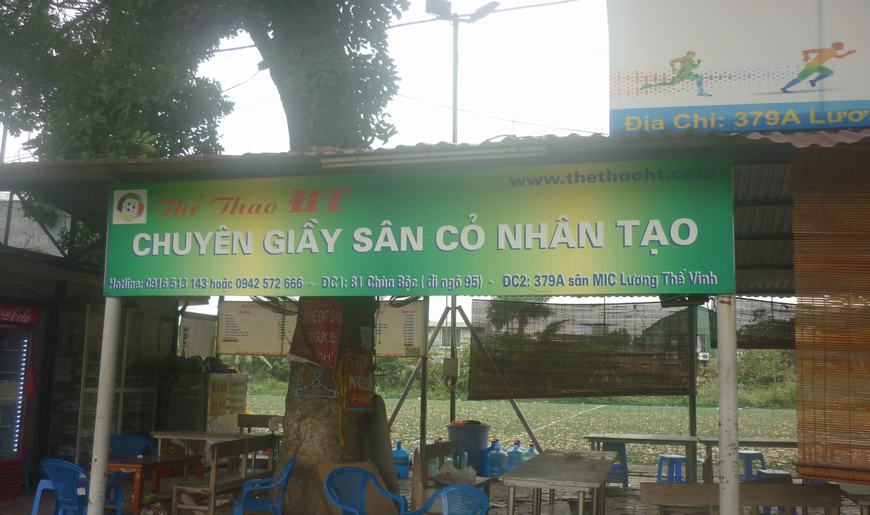 Địa Chỉ: 379A Lươ
Thể Thao HT
www.thethaoht.com
CHUYÊN GIẦY SÂN CỎ NHÂN TẠO
Hotline: 0916 513 143 hoặc 0942 572 666 - ĐC1: 81 Chùa Bộc ( đi ngõ 95) - ĐC2: 379A sân MIC Lương Thế Vinh
Coca-Cola